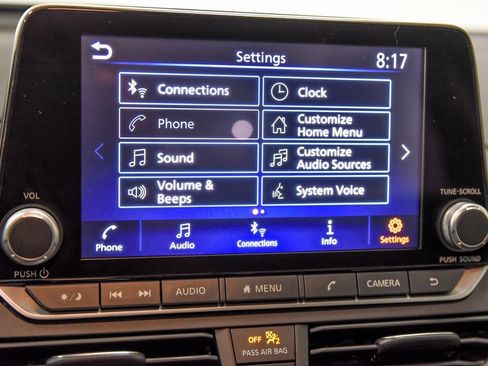 Settings
8:17
Connections
Clock
Phone
Customize
Home Menu
Sound
Customize
Audio Sources
Volume &
Beeps
System Voice
Phone
Audio
Connections
Info
Settings
VOL
TUNE·SCROLL
PUSH
PUSH SOUND
AUDIO
MENU
CAMERA
OFF
2
PASS AIR BAG